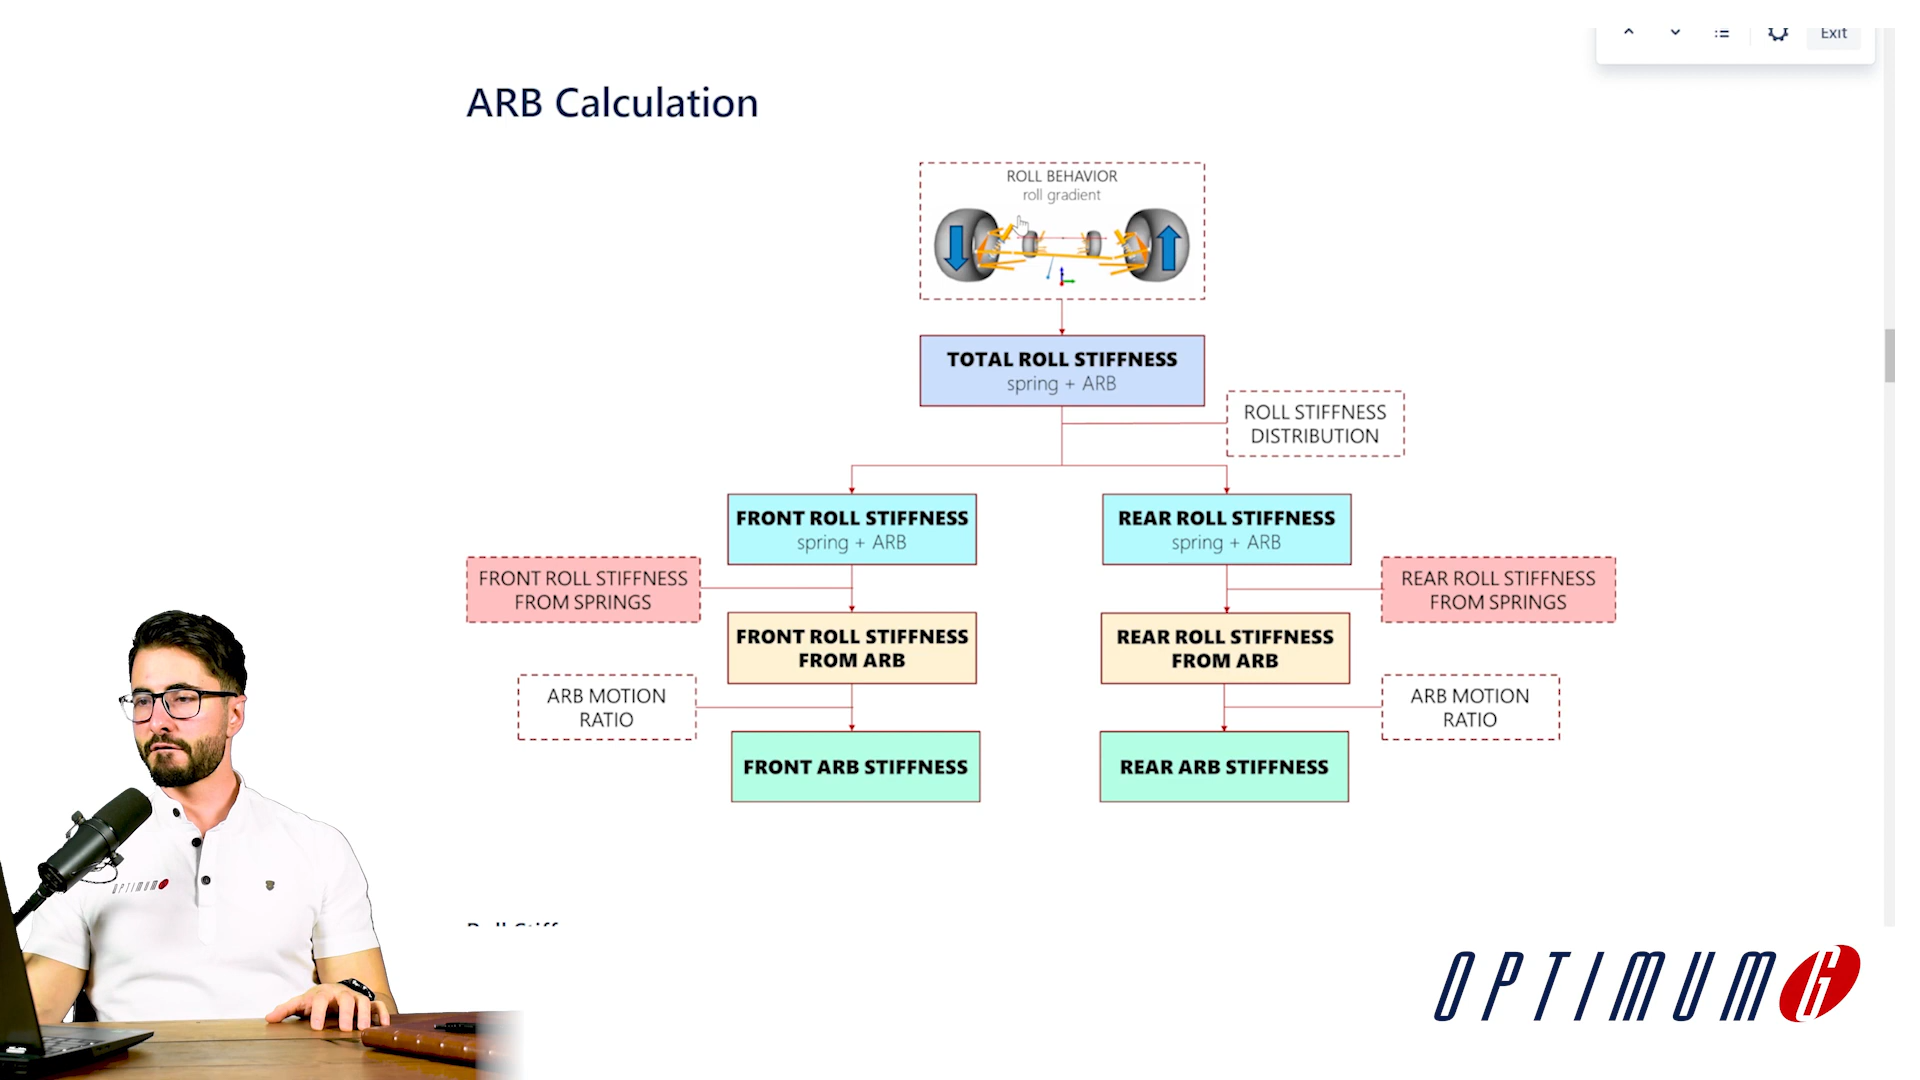 Exit
ARB Calculation
ROLL BEHAVIOR
roll gradient
TOTAL ROLL STIFFNESS
spring + ARB
ROLL STIFFNESS
DISTRIBUTION
FRONT ROLL STIFFNESS
spring + ARB
REAR ROLL STIFFNESS
spring + ARB
FRONT ROLL STIFFNESS
FROM SPRINGS
REAR ROLL STIFFNESS
FROM SPRINGS
FRONT ROLL STIFFNESS
FROM ARB
REAR ROLL STIFFNESS
FROM ARB
ARB MOTION
RATIO
ARB MOTION
RATIO
FRONT ARB STIFFNESS
REAR ARB STIFFNESS
OPTIMUM
OPTIMUM G